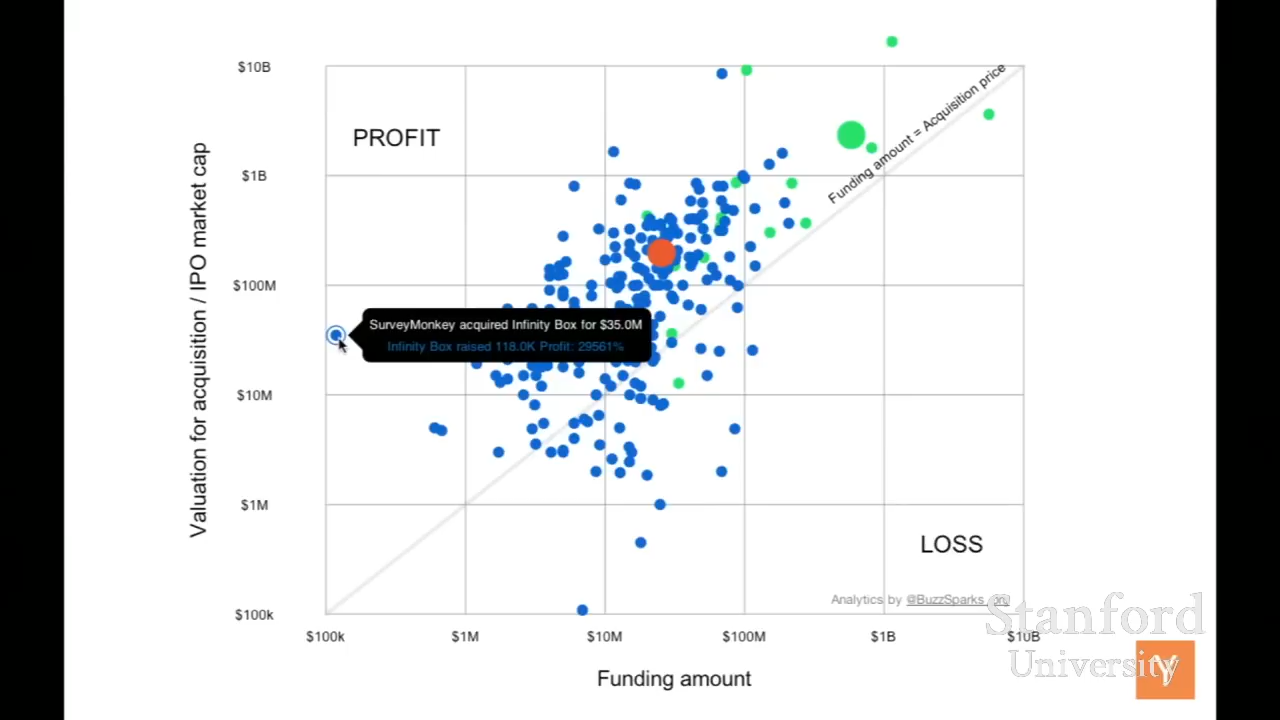 $10B
PROFIT
Funding amount = Acquisition price
$1B
Valuation for acquisition / IPO market cap
$100M
SurveyMonkey acquired Infinity Box for $35.0M
Infinity Box raised 118.0K Profit: 29561%
$10M
$1M
LOSS
Analytics by @BuzzSparks
$100k
$100k
$1M
$10M
$100M
$1B
$10B
Funding amount
Stanford
University
Y